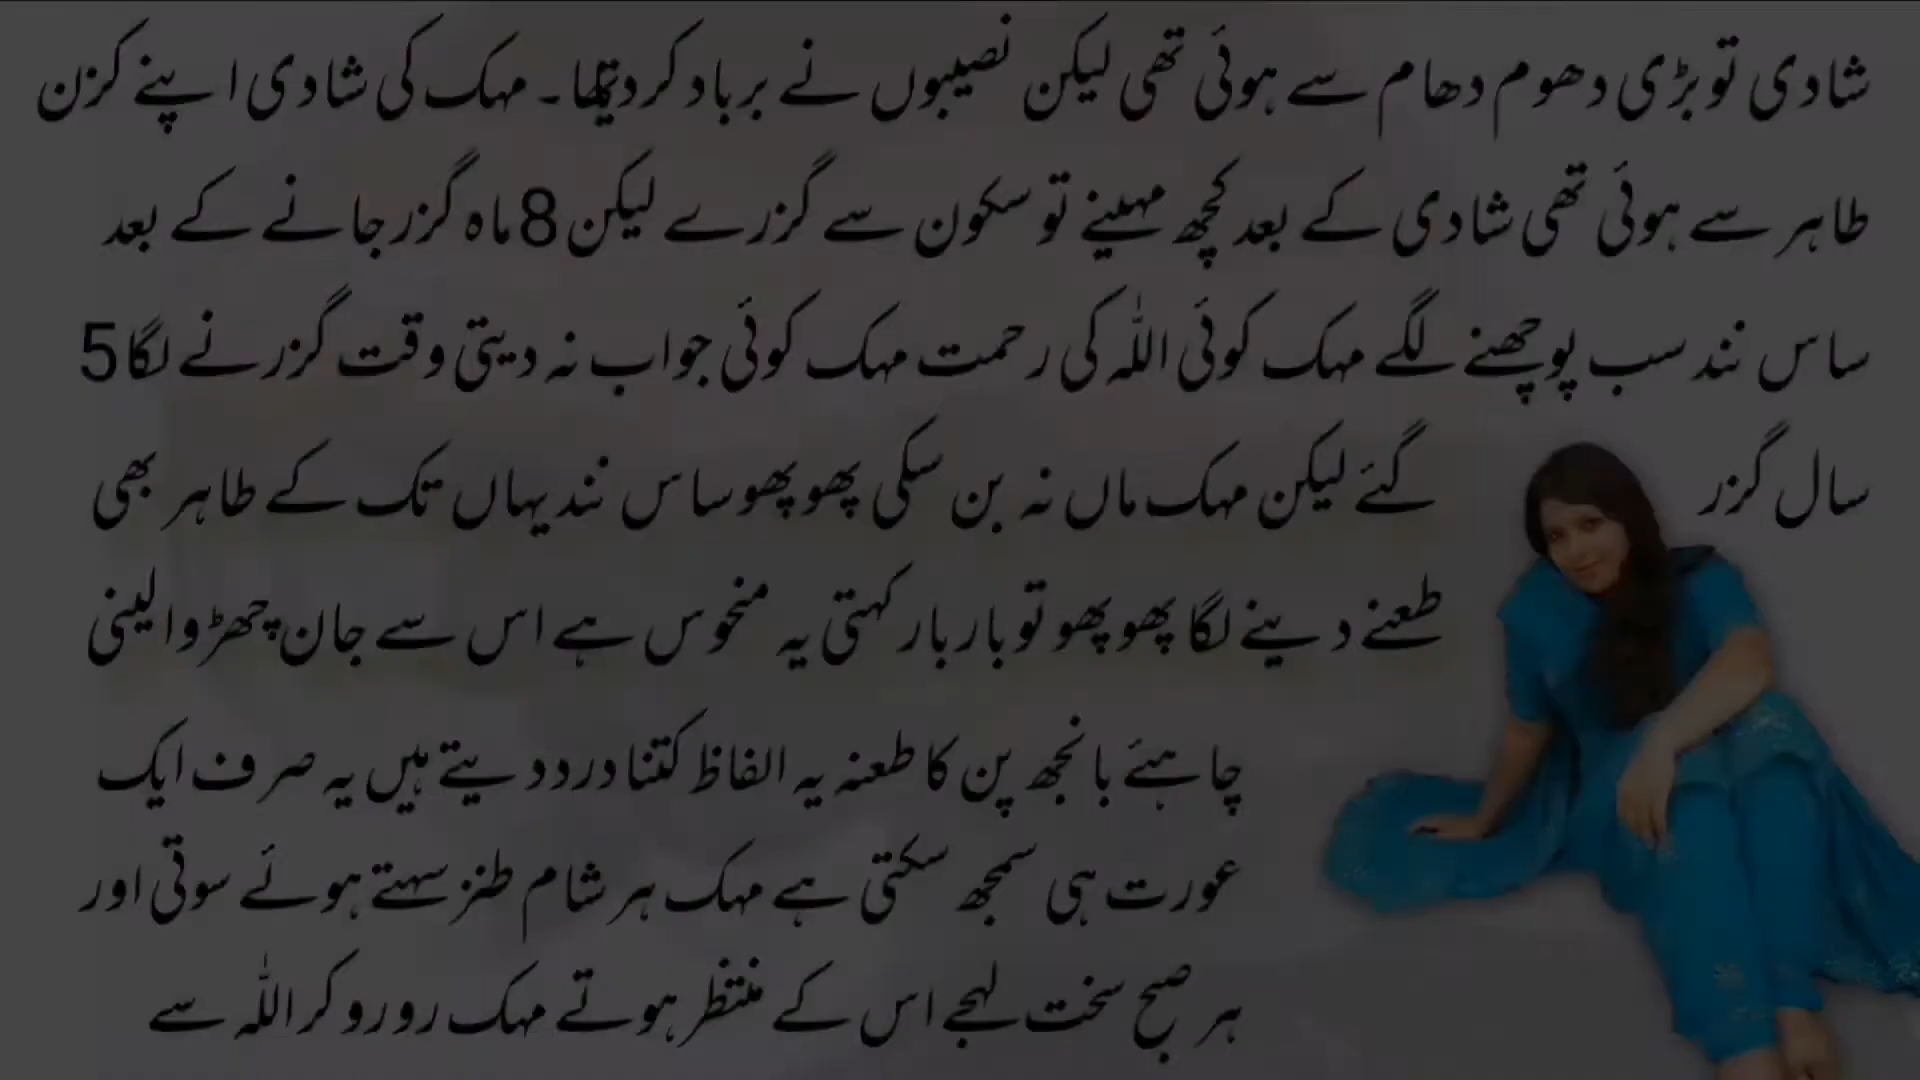 شادی تو بڑی دھوم دھام سے ہوئی تھی لیکن نصیبوں نے برباد کر دیا تھا۔ مہک کی شادی اپنے کزن
طاہر سے ہوئی تھی شادی کے بعد کچھ مہینے تو سکون سے گزرے لیکن 8 ماہ گزر جانے کے بعد
ساس نند سب پوچھنے لگے مہک کوئی اللہ کی رحمت مہک کوئی جواب نہ دیتی وقت گزرنے لگا 5
سال گزر گئے لیکن مہک ماں نہ بن سکی پھوپھو ساس نند یہاں تک کے طاہر بھی
طعنے دینے لگا پھوپھو تو بار بار کہتی یہ منحوس ہے اس سے جان چھڑوا لینی
چاہئے بانجھ پن کا طعنہ یہ الفاظ کتنا درد دیتے ہیں یہ صرف ایک
عورت ہی سمجھ سکتی ہے مہک ہر شام طنز سہتے ہوئے سوتی اور
ہر صبح سخت لہجے اس کے منتظر ہوتے مہک رو رو کر اللہ سے